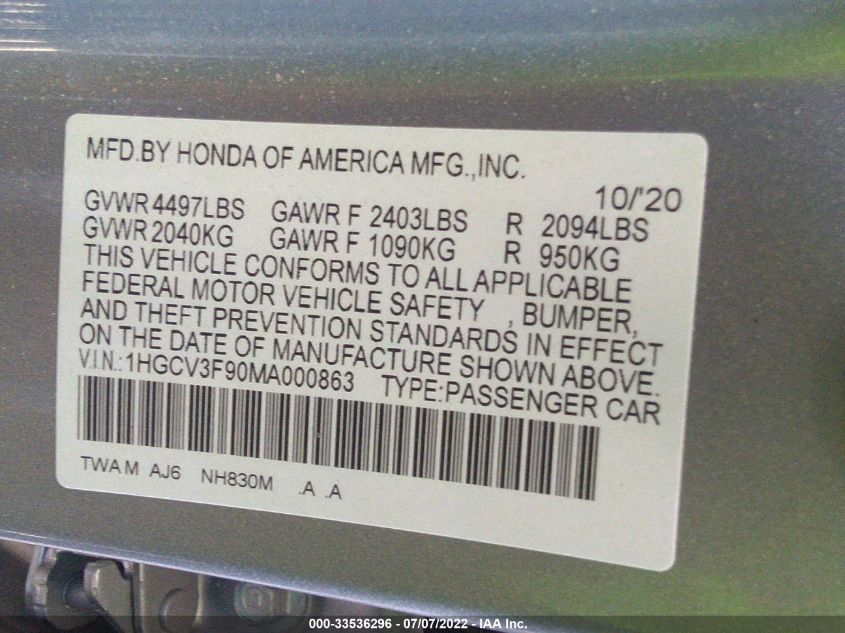 MFD.BY HONDA OF AMERICA MFG.,INC.
10/'20
GVWR 4497LBS GAWR F 2403LBS R 2094LBS
GVWR 2040KG GAWR F 1090KG R 950KG
THIS VEHICLE CONFORMS TO ALL APPLICABLE
FEDERAL MOTOR VEHICLE SAFETY , BUMPER,
AND THEFT PREVENTION STANDARDS IN EFFECT
ON THE DATE OF MANUFACTURE SHOWN ABOVE.
V.I.N.:1HGCV3F90MA000863 TYPE:PASSENGER CAR
TWA M AJ6 NH830M .A .A
000-33536296 - 07/07/2022 - IAA Inc.